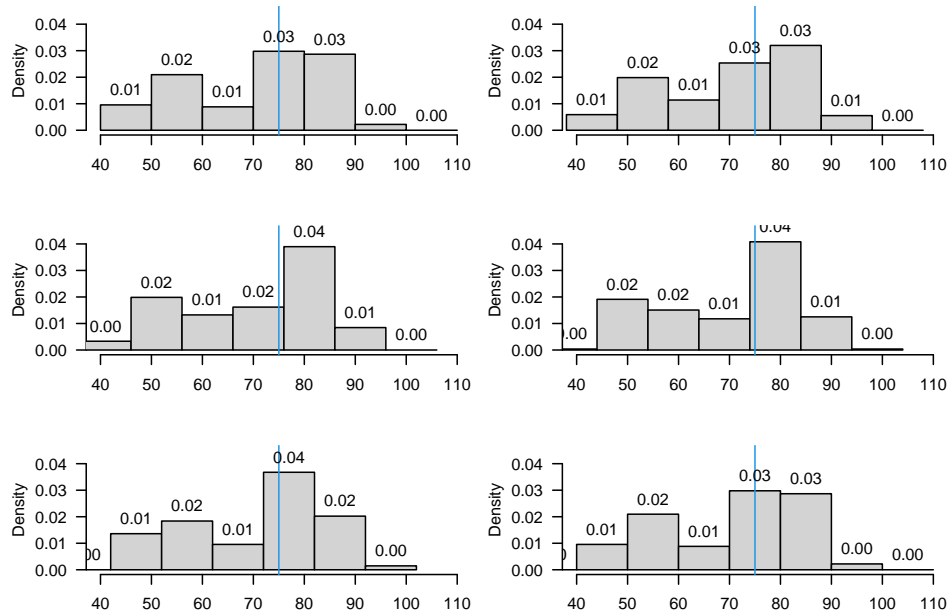 Density
0.00 0.01 0.02 0.03 0.04
0.01 0.02 0.01 0.03 0.03 0.00 0.00
40 50 60 70 80 90 100 110
Density
0.00 0.01 0.02 0.03 0.04
0.01 0.02 0.01 0.03 0.03 0.01 0.00
40 50 60 70 80 90 100 110
Density
0.00 0.01 0.02 0.03 0.04
0.00 0.02 0.01 0.02 0.04 0.01 0.00
40 50 60 70 80 90 100 110
Density
0.00 0.01 0.02 0.03 0.04
0.02 0.02 0.01 0.04 0.01 0.00
40 50 60 70 80 90 100 110
Density
0.00 0.01 0.02 0.03 0.04
0.01 0.02 0.01 0.04 0.02 0.00
40 50 60 70 80 90 100 110
Density
0.00 0.01 0.02 0.03 0.04
0.01 0.02 0.01 0.03 0.03 0.00 0.00
40 50 60 70 80 90 100 110